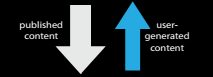 published
content
user-
generated
content